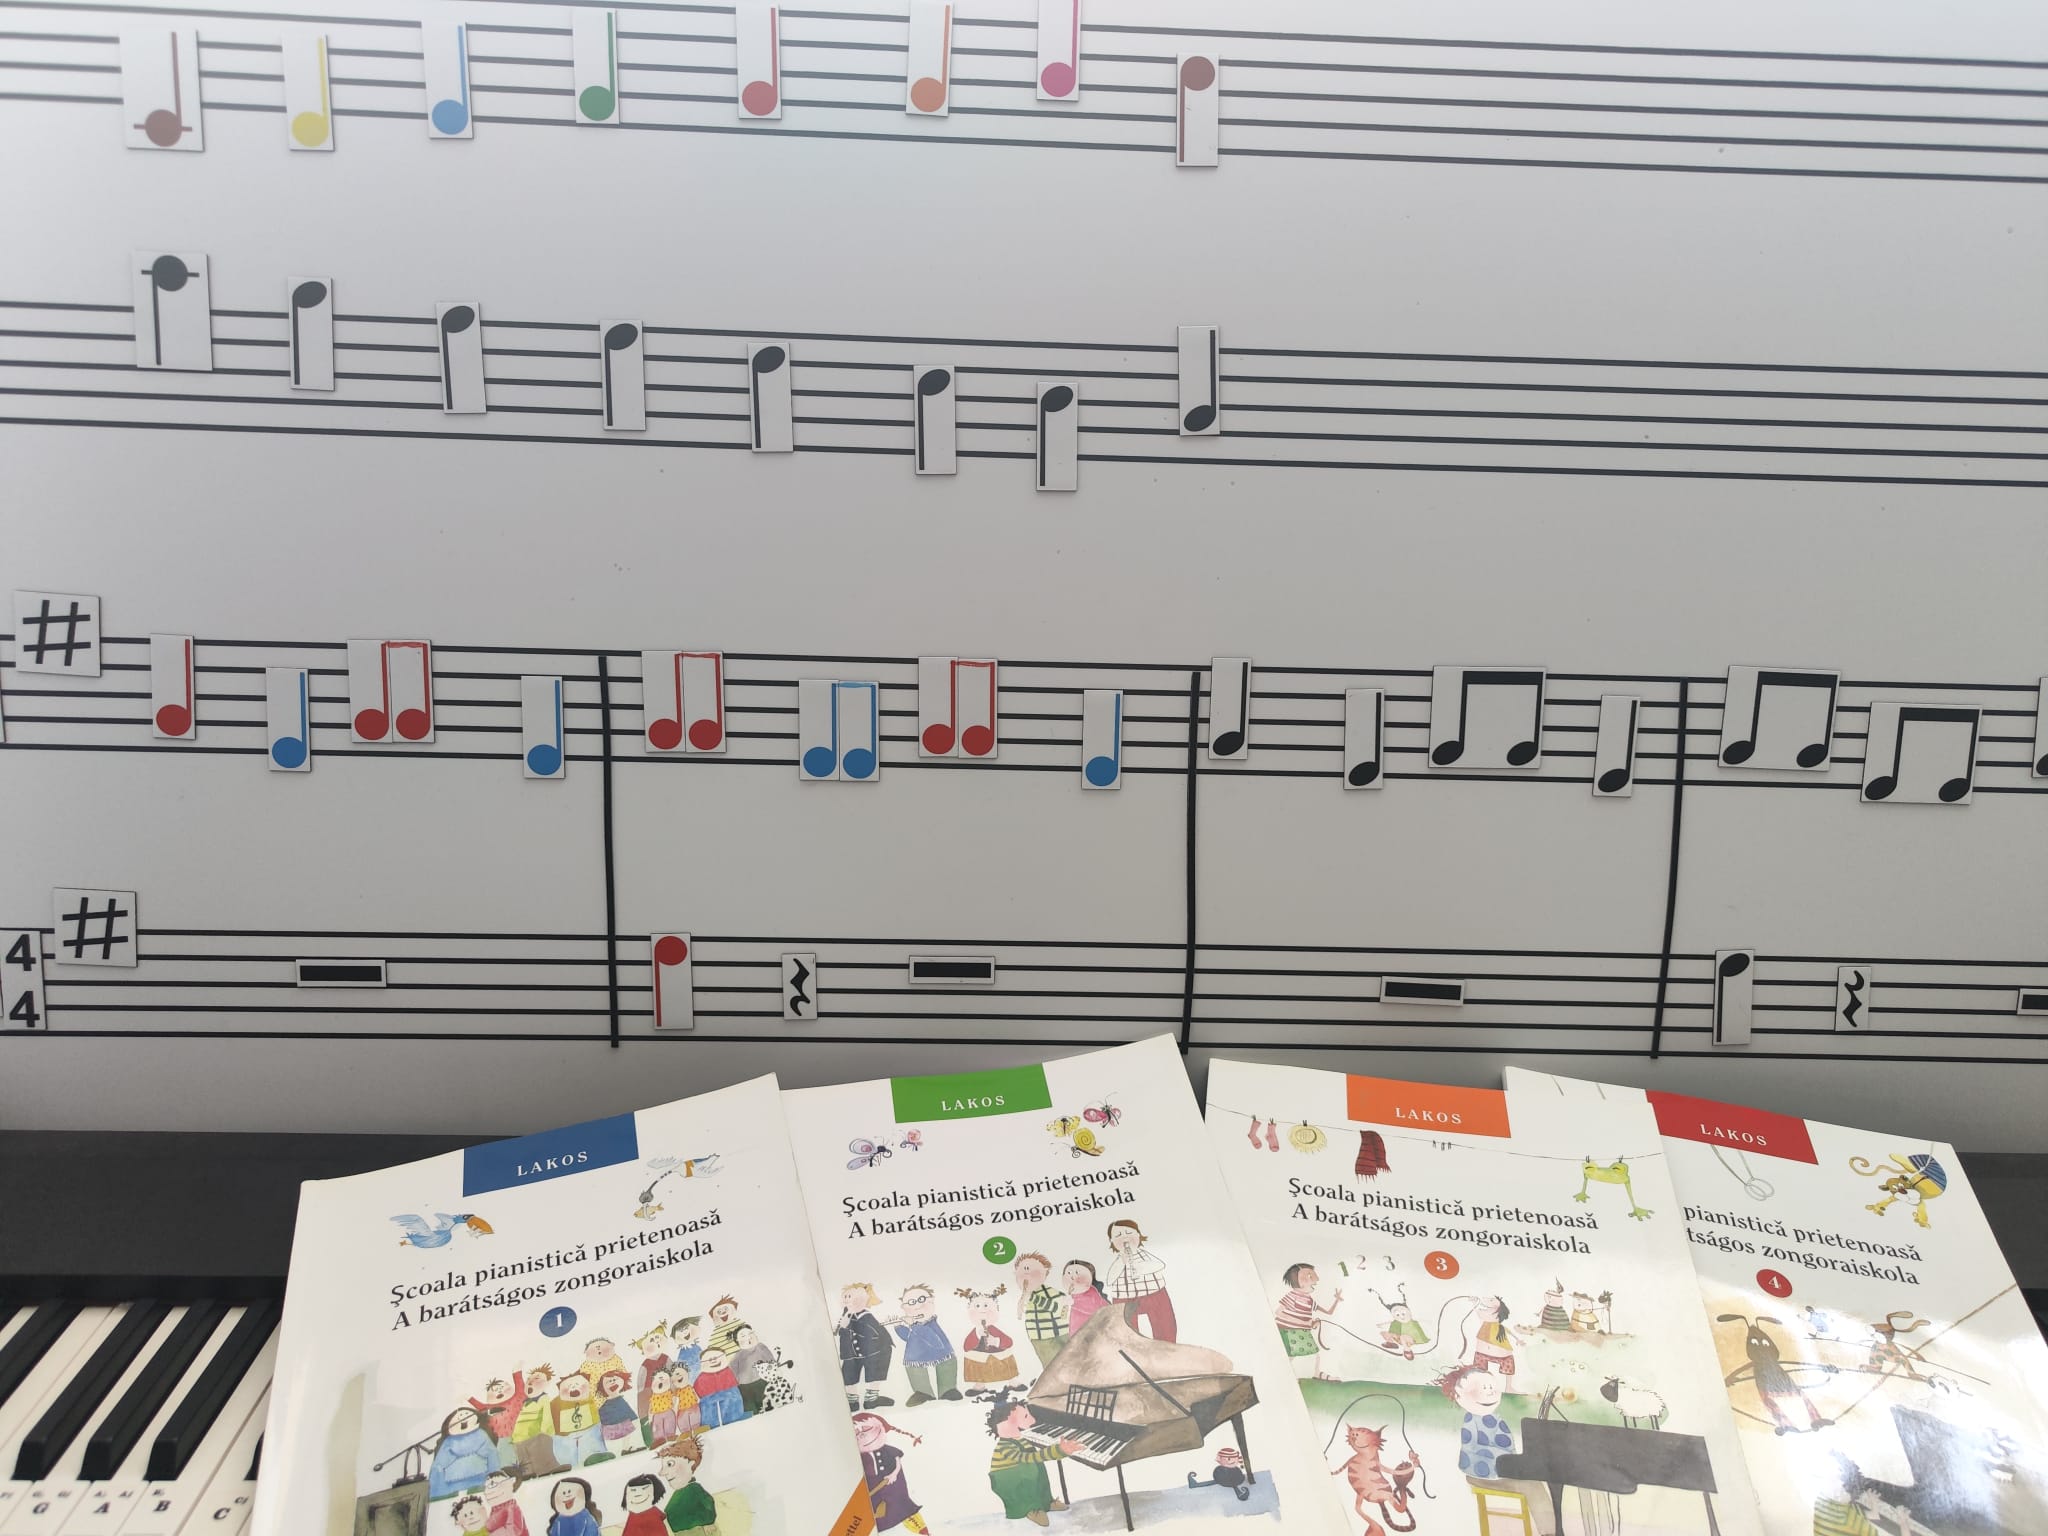 4
4
LAKOS
Şcoala pianistică prietenoasă
A barátságos zongoraiskola
1
LAKOS
Şcoala pianistică prietenoasă
A barátságos zongoraiskola
2
LAKOS
Şcoala pianistică prietenoasă
A barátságos zongoraiskola
1 2 3
3
LAKOS
pianistică prietenoasă
tságos zongoraiskola
4
G A B C